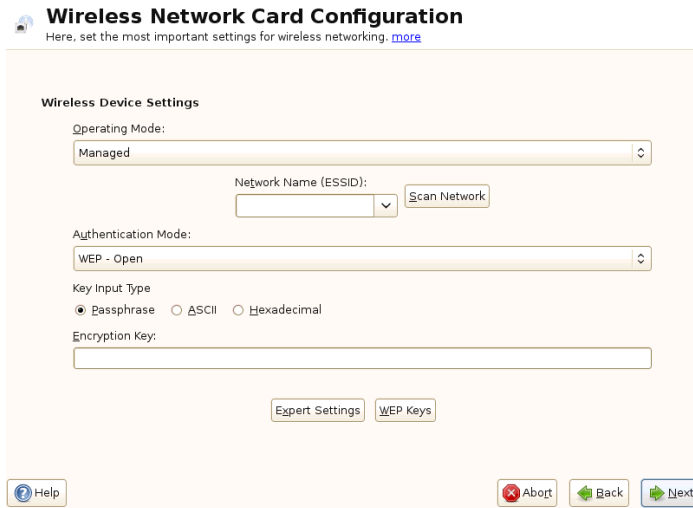 Wireless Network Card Configuration
Here, set the most important settings for wireless networking. more
Wireless Device Settings
Operating Mode:
Managed
Network Name (ESSID):
Scan Network
Authentication Mode:
WEP - Open
Key Input Type
Passphrase ASCII Hexadecimal
Encryption Key:
Expert Settings WEP Keys
Help Abort Back Next